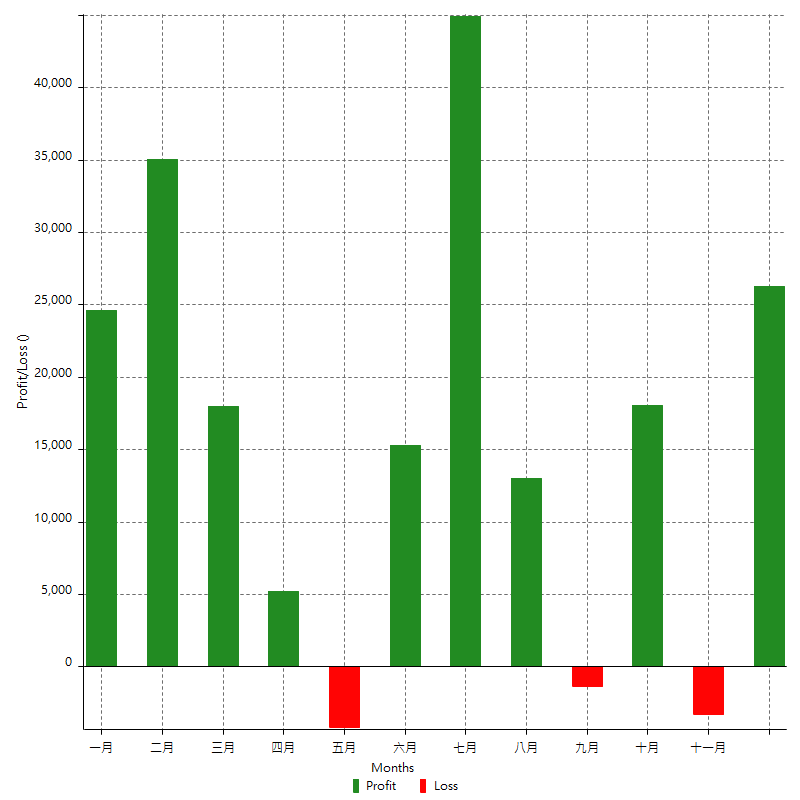 40,000
35,000
30,000
25,000
20,000
15,000
10,000
5,000
0
Profit/Loss ()
一月 二月 三月 四月 五月 六月 七月 八月 九月 十月 十一月
Months
Profit Loss